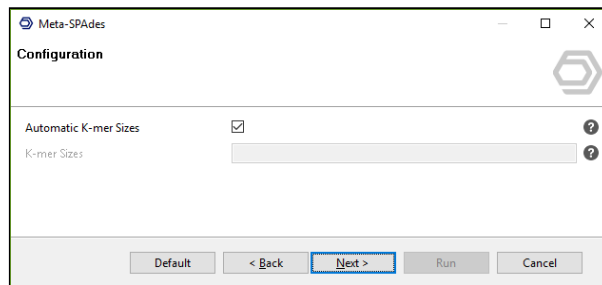 Meta-SPAdes
Configuration
Automatic K-mer Sizes
K-mer Sizes
Default < Back Next > Run Cancel